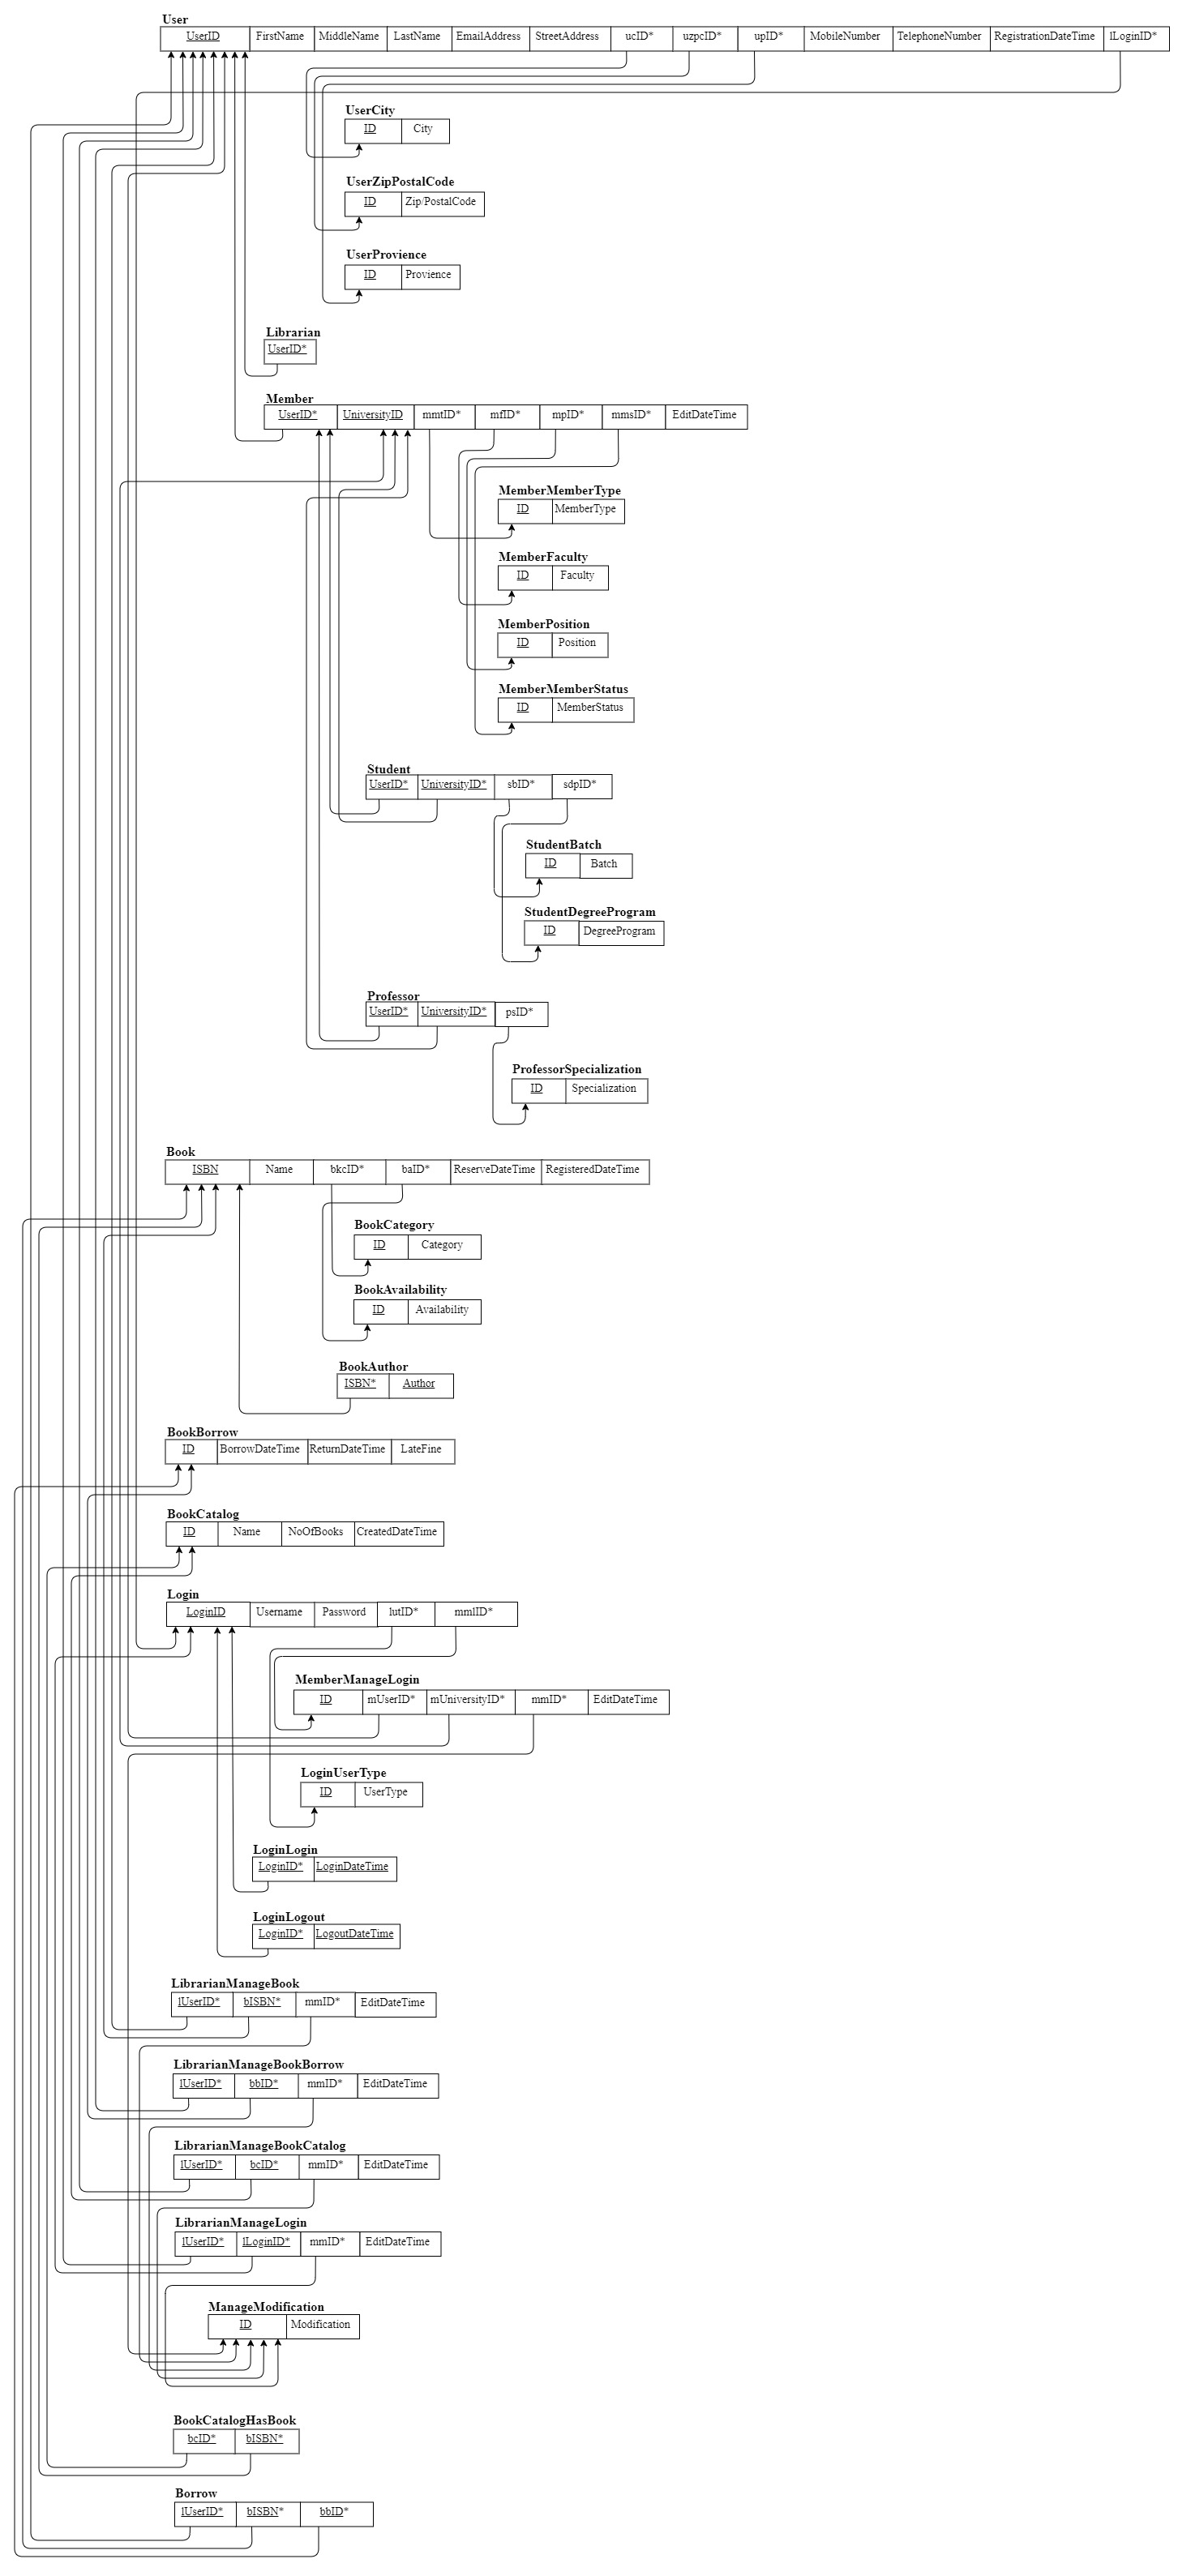 User
UserID FirstName MiddleName LastName EmailAddress StreetAddress ucID* uzpcID* upID* MobileNumber TelephoneNumber RegistrationDateTime lLoginID*
UserCity
ID City
UserZipPostalCode
ID Zip/PostalCode
UserProvience
ID Provience
Librarian
UserID*
Member
UserID* UniversityID mmtID* mfID* mpID* mmsID* EditDateTime
MemberMemberType
ID MemberType
MemberFaculty
ID Faculty
MemberPosition
ID Position
MemberMemberStatus
ID MemberStatus
Student
UserID* UniversityID* sbID* sdpID*
StudentBatch
ID Batch
StudentDegreeProgram
ID DegreeProgram
Professor
UserID* UniversityID* psID*
ProfessorSpecialization
ID Specialization
Book
ISBN Name bkcID* baID* ReserveDateTime RegisteredDateTime
BookCategory
ID Category
BookAvailability
ID Availability
BookAuthor
ISBN* Author
BookBorrow
ID BorrowDateTime ReturnDateTime LateFine
BookCatalog
ID Name NoOfBooks CreatedDateTime
Login
LoginID Username Password lutID* mmlID*
MemberManageLogin
ID mUserID* mUniversityID* mmID* EditDateTime
LoginUserType
ID UserType
LoginLogin
LoginID* LoginDateTime
LoginLogout
LoginID* LogoutDateTime
LibrarianManageBook
lUserID* bISBN* mmID* EditDateTime
LibrarianManageBookBorrow
lUserID* bbID* mmID* EditDateTime
LibrarianManageBookCatalog
lUserID* bcID* mmID* EditDateTime
LibrarianManageLogin
lUserID* lLoginID* mmID* EditDateTime
ManageModification
ID Modification
BookCatalogHasBook
bcID* bISBN*
Borrow
lUserID* bISBN* bbID*